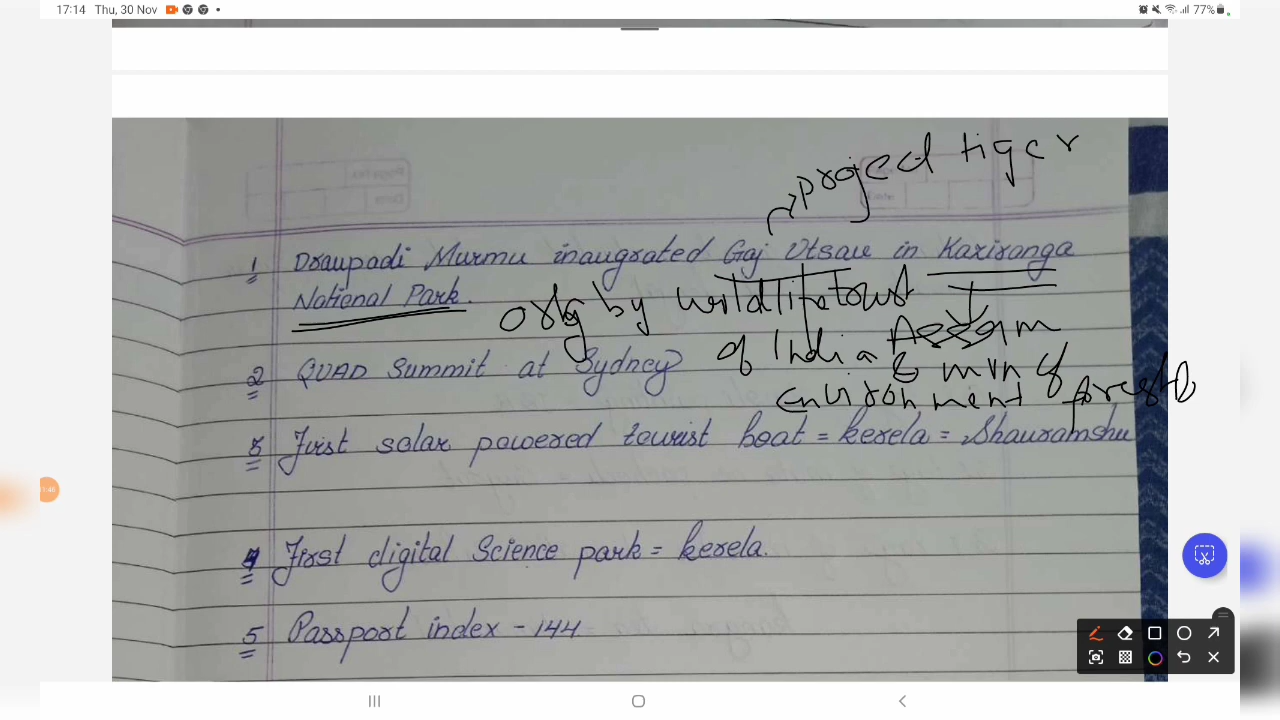 17:14 Thu, 30 Nov
77%
project tiger
1 Draupadi Murmu inaugrated Gaj Utsav in Kaziranga
National Park.
org by wildlife trust
of India Assam
& min of
environment forest
2 QUAD Summit at Sydney
3 First solar powered tourist boat = kerela = Shauramshu
4 First digital Science park = kerela.
5 Passport index - 144